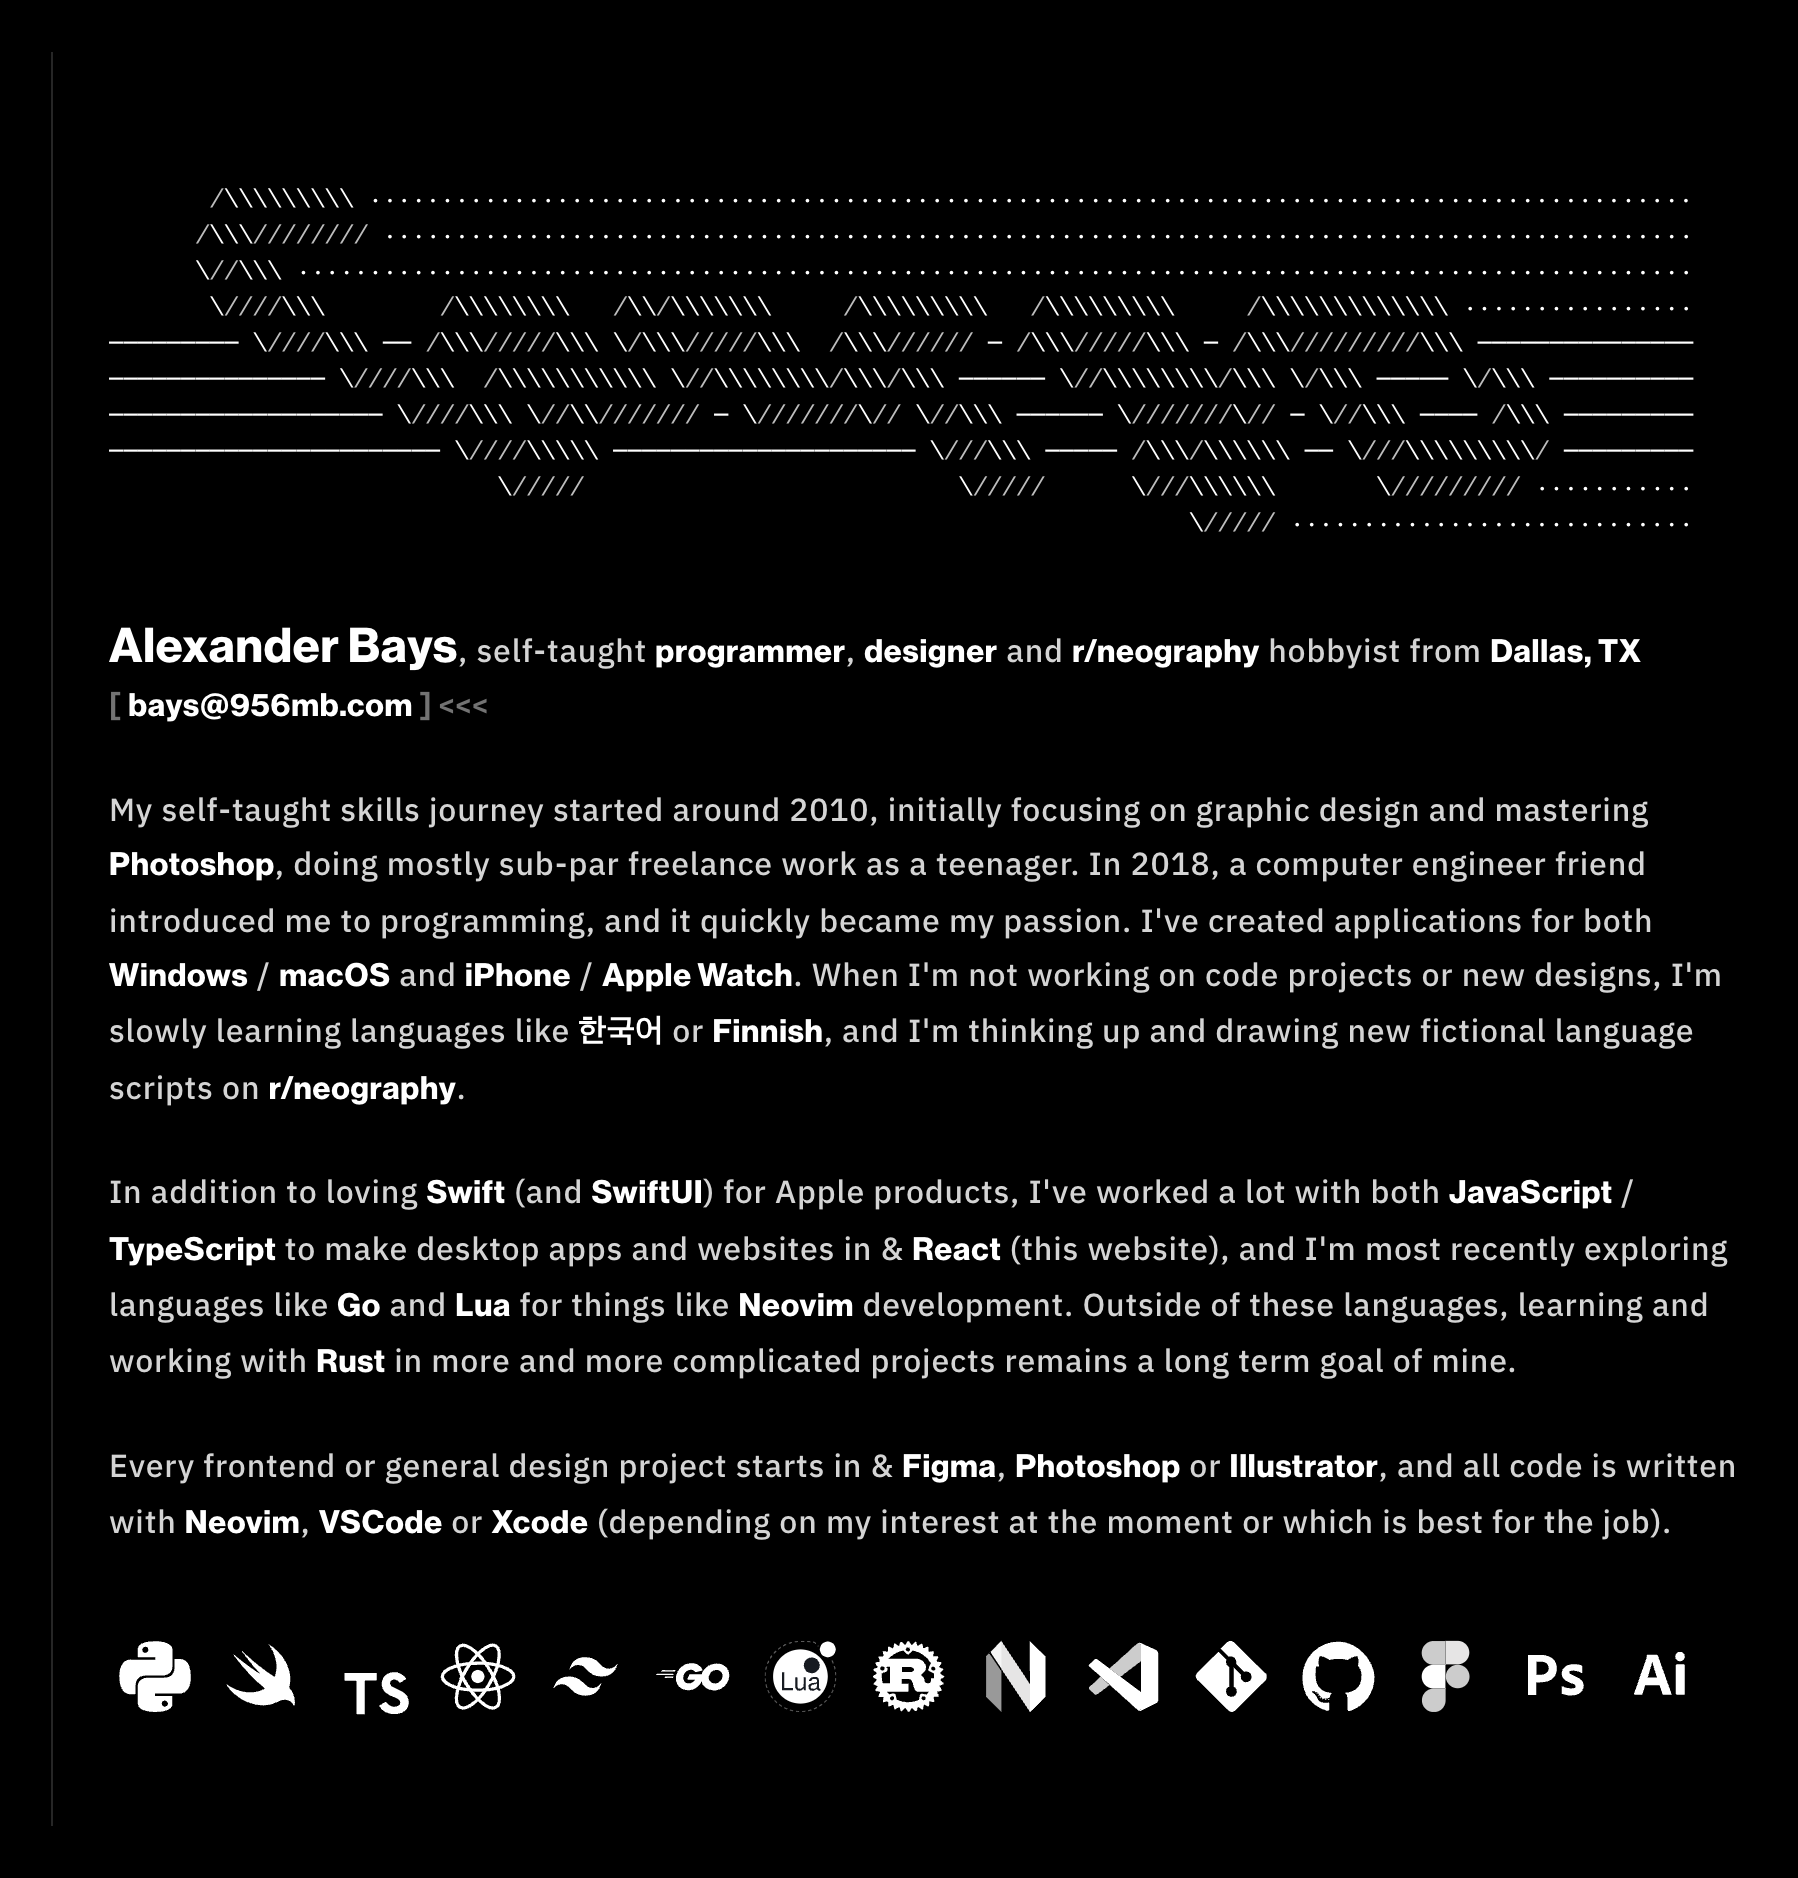 Alexander Bays, self-taught programmer, designer and r/neography hobbyist from Dallas, TX
[ bays@956mb.com ] <<<
My self-taught skills journey started around 2010, initially focusing on graphic design and mastering
Photoshop, doing mostly sub-par freelance work as a teenager. In 2018, a computer engineer friend
introduced me to programming, and it quickly became my passion. I've created applications for both
Windows / macOS and iPhone / Apple Watch. When I'm not working on code projects or new designs, I'm
slowly learning languages like 한국어 or Finnish, and I'm thinking up and drawing new fictional language
scripts on r/neography.
In addition to loving Swift (and SwiftUI) for Apple products, I've worked a lot with both JavaScript /
TypeScript to make desktop apps and websites in & React (this website), and I'm most recently exploring
languages like Go and Lua for things like Neovim development. Outside of these languages, learning and
working with Rust in more and more complicated projects remains a long term goal of mine.
Every frontend or general design project starts in & Figma, Photoshop or Illustrator, and all code is written
with Neovim, VSCode or Xcode (depending on my interest at the moment or which is best for the job).
TS GO Lua R N Ps Ai